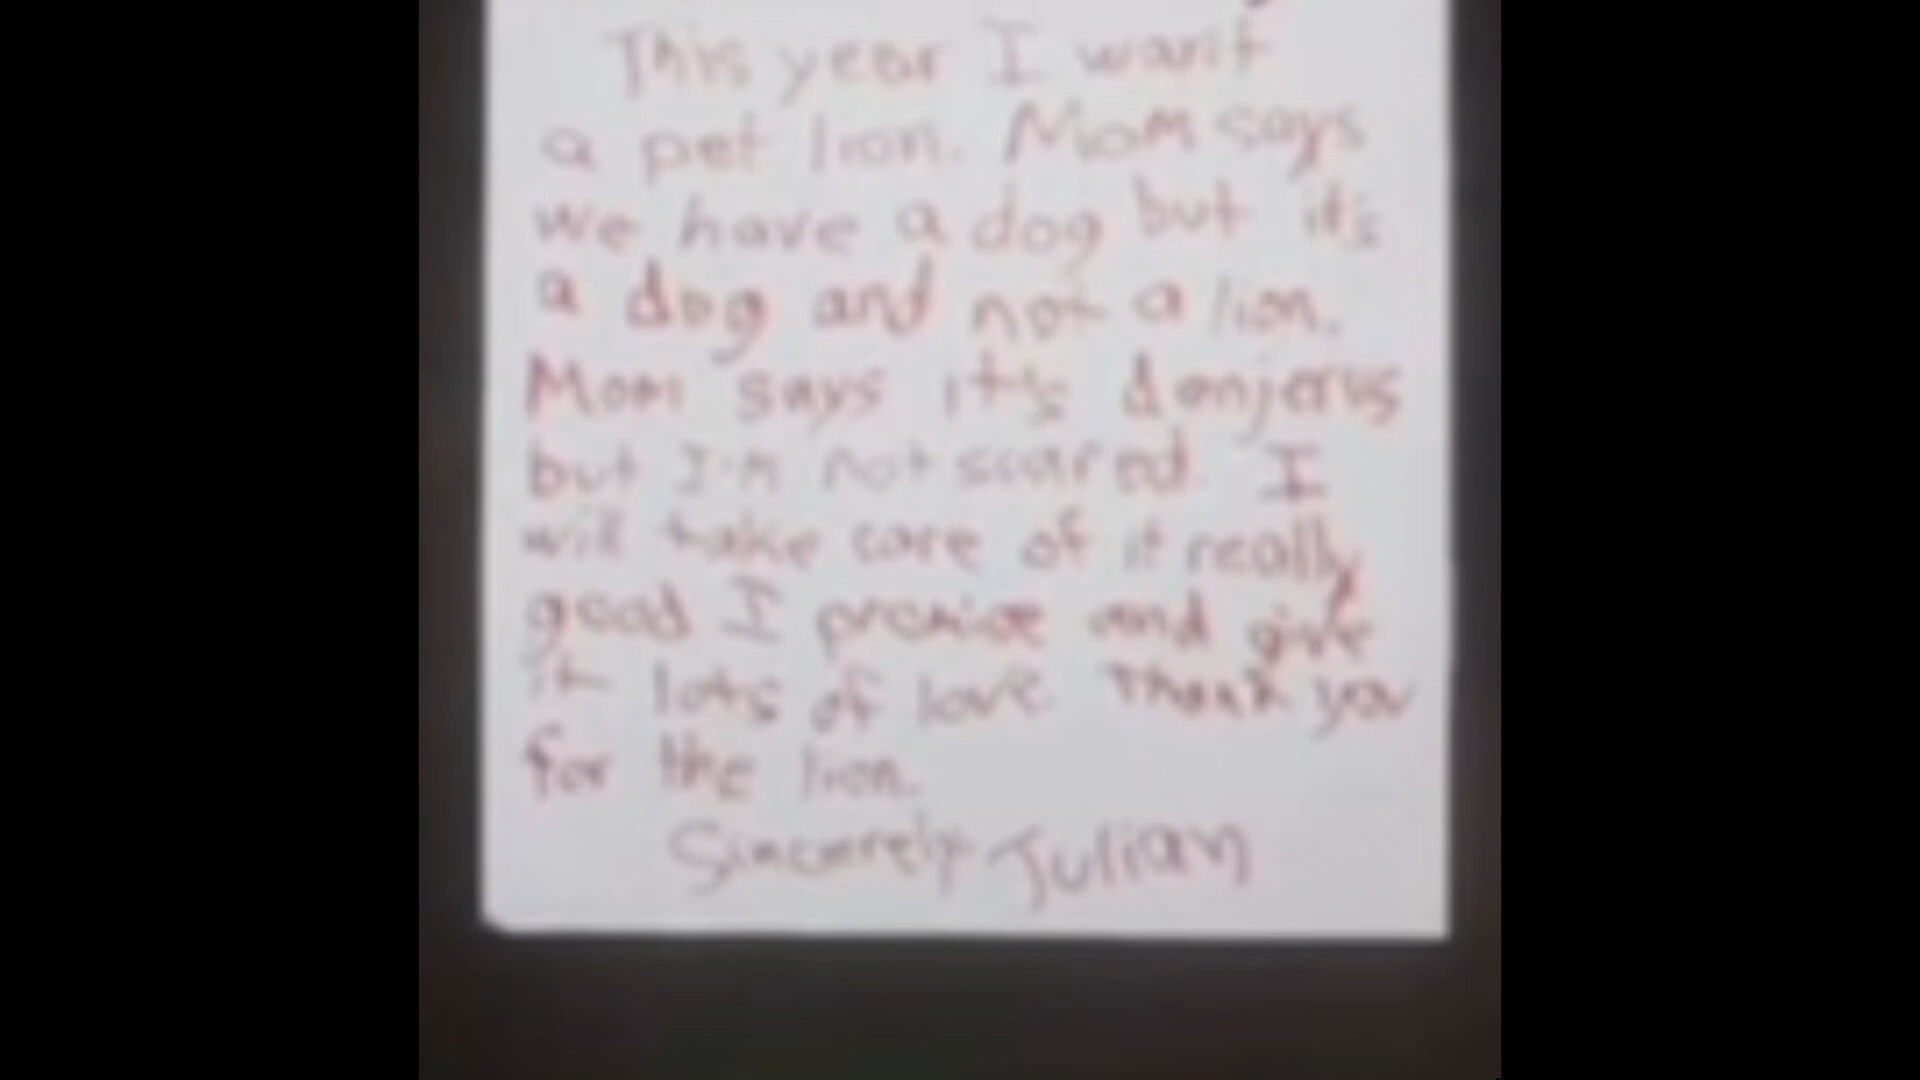 This year I want
a pet lion. Mom says
we have a dog but it's
a dog and not a lion.
Mom says it's donjerus
but I'm not scared. I
will take care of it really
good I promise and give
it lots of love. Thank you
for the lion.
Sincerely Julian